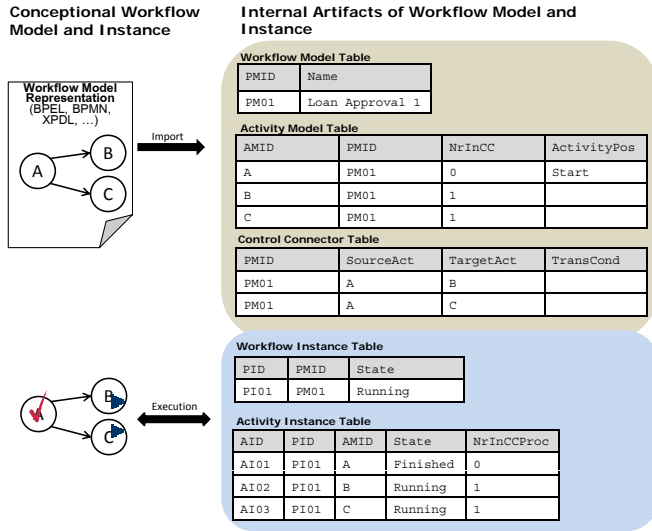 Conceptional Workflow
Model and Instance
Internal Artifacts of Workflow Model and
Instance
Workflow Model
Representation
(BPEL, BPMN,
XPDL, ...)
A
B
C
Import
Workflow Model Table
PMID Name
PM01 Loan Approval 1
Activity Model Table
AMID PMID NrInCC ActivityPos
A PM01 0 Start
B PM01 1
C PM01 1
Control Connector Table
PMID SourceAct TargetAct TransCond
PM01 A B
PM01 A C
A
B
C
Execution
Workflow Instance Table
PID PMID State
PI01 PM01 Running
Activity Instance Table
AID PID AMID State NrInCCProc
AI01 PI01 A Finished 0
AI02 PI01 B Running 1
AI03 PI01 C Running 1